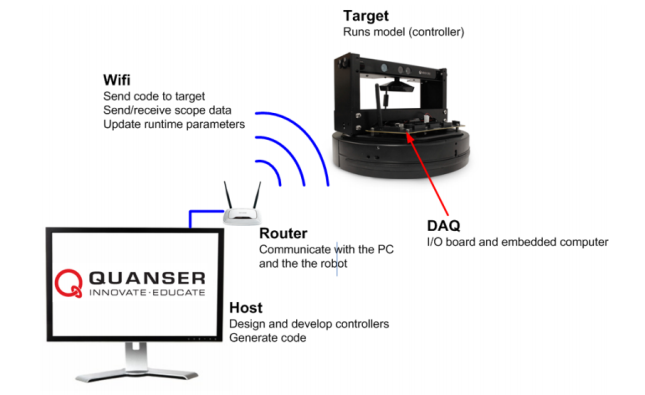 Target
Runs model (controller)
Wifi
Send code to target
Send/receive scope data
Update runtime parameters
DAQ
I/O board and embedded computer
Router
Communicate with the PC
and the the robot
QUANSER
INNOVATE-EDUCATE
Host
Design and develop controllers
Generate code